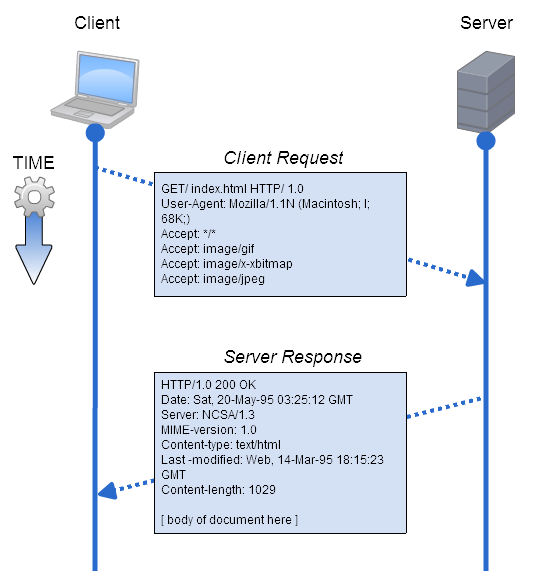 Client
Server
TIME
Client Request
GET/ index.html HTTP/ 1.0
User-Agent: Mozilla/1.1N (Macintosh; I;
68K;)
Accept: */*
Accept: image/gif
Accept: image/x-xbitmap
Accept: image/jpeg
Server Response
HTTP/1.0 200 OK
Date: Sat, 20-May-95 03:25:12 GMT
Server: NCSA/1.3
MIME-version: 1.0
Content-type: text/html
Last -modified: Web, 14-Mar-95 18:15:23
GMT
Content-length: 1029
[ body of document here ]